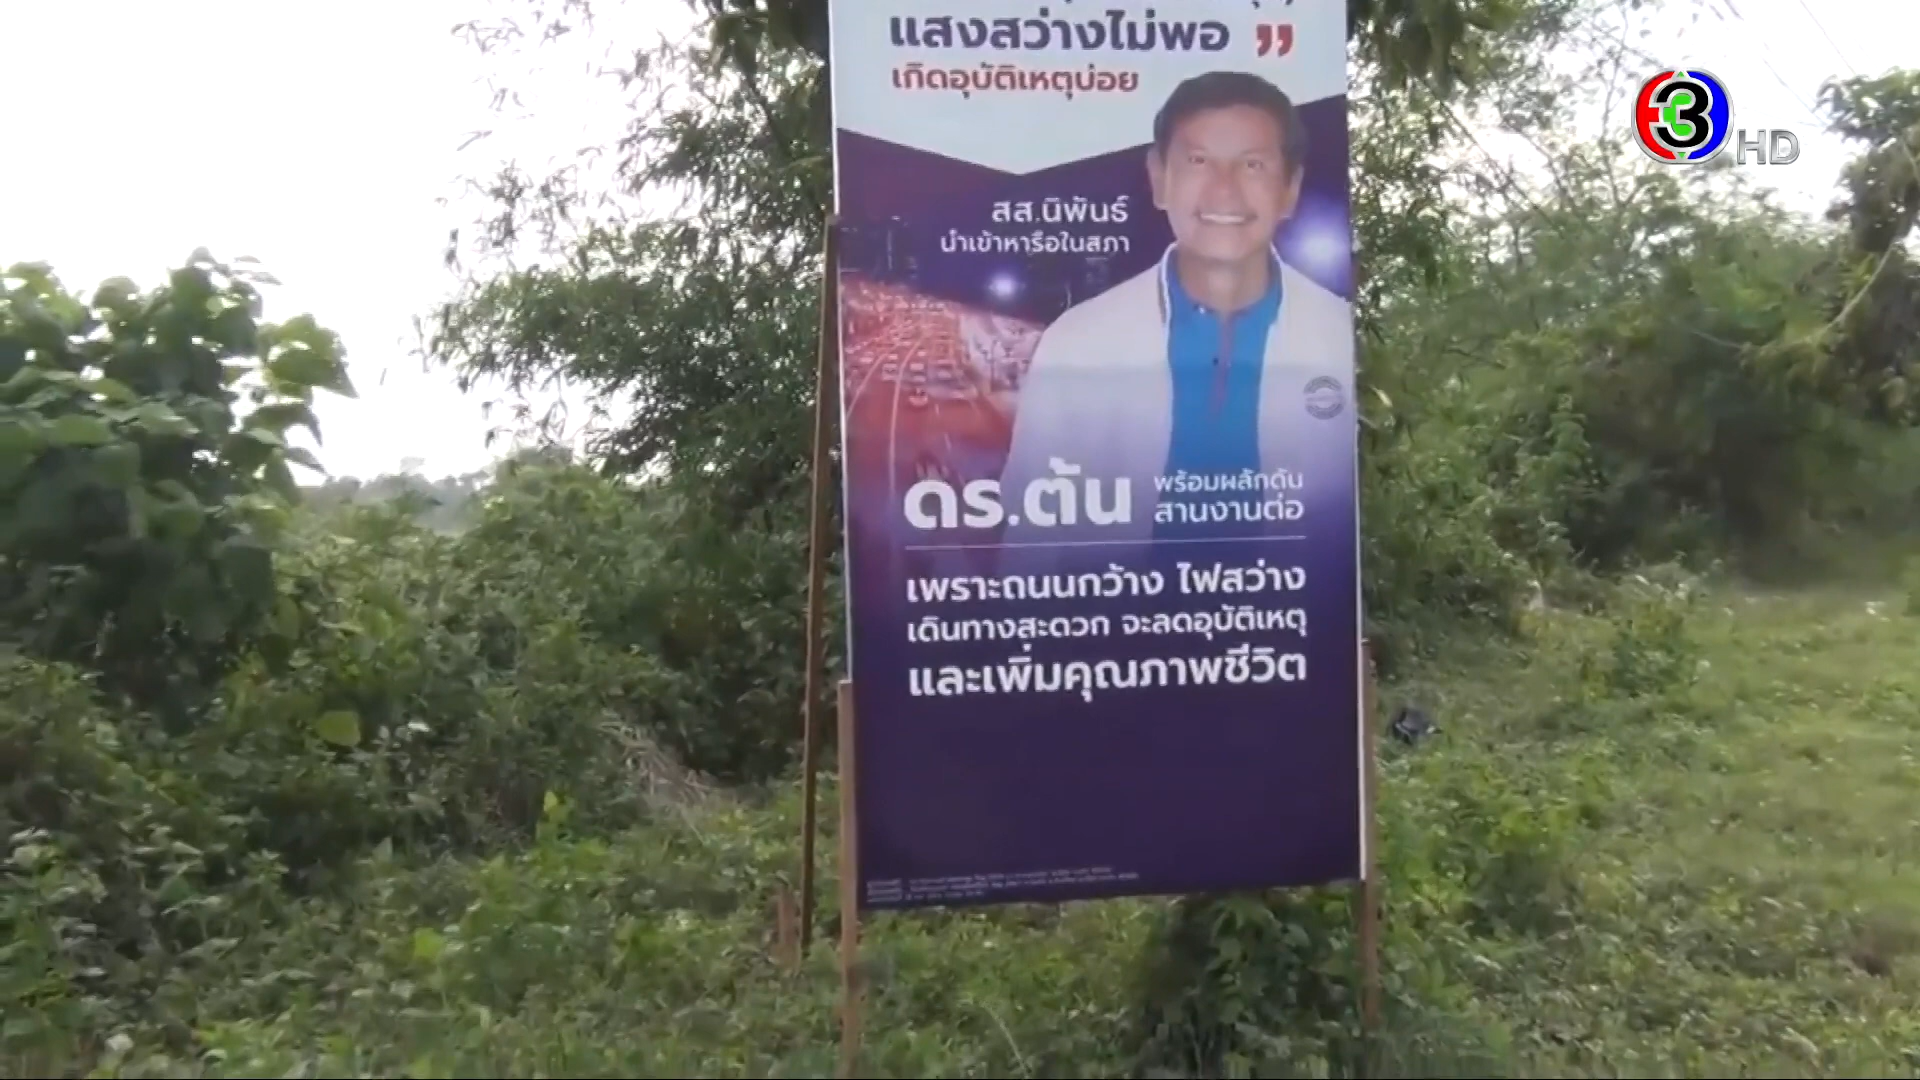 แสงสว่างไม่พอ ”
เกิดอุบัติเหตุบ่อย
3 HD
สส.นิพันธ์
นำเข้าหารือในสภา
ดร.ต้น พร้อมผลักดัน
สานงานต่อ
เพราะถนนกว้าง ไฟสว่าง
เดินทางสะดวก จะลดอุบัติเหตุ
และเพิ่มคุณภาพชีวิต